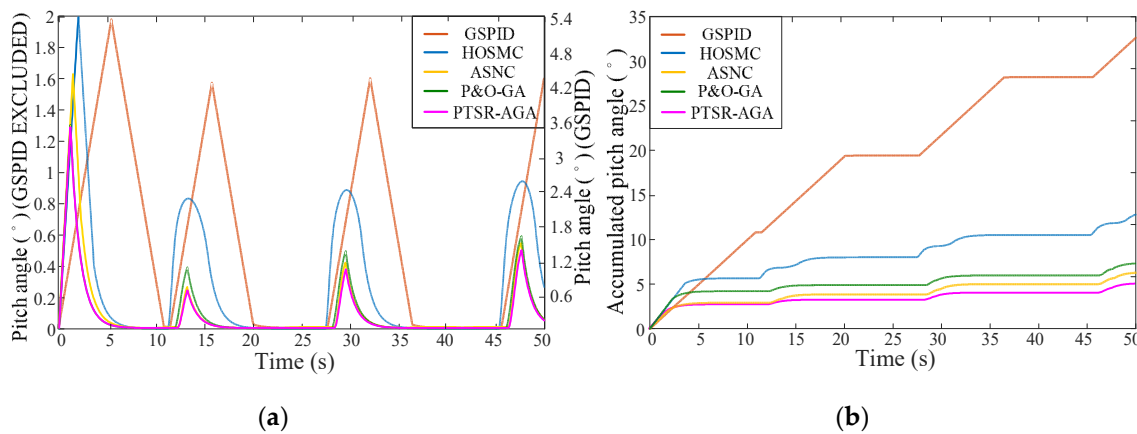 2
1.8
1.6
1.4
1.2
1
0.8
0.6
0.4
0.2
0
Pitch angle ( ° ) (GSPID EXCLUDED)
5.4
4.8
4.2
3.6
3
2.4
1.8
1.2
0.6
Pitch angle ( ° ) (GSPID)
GSPID
HOSMC
ASNC
P&O-GA
PTSR-AGA
0 5 10 15 20 25 30 35 40 45 50
Time (s)
(a)
35
30
25
20
15
10
5
0
Accumulated pitch angle ( ° )
GSPID
HOSMC
ASNC
P&O-GA
PTSR-AGA
0 5 10 15 20 25 30 35 40 45 50
Time (s)
(b)